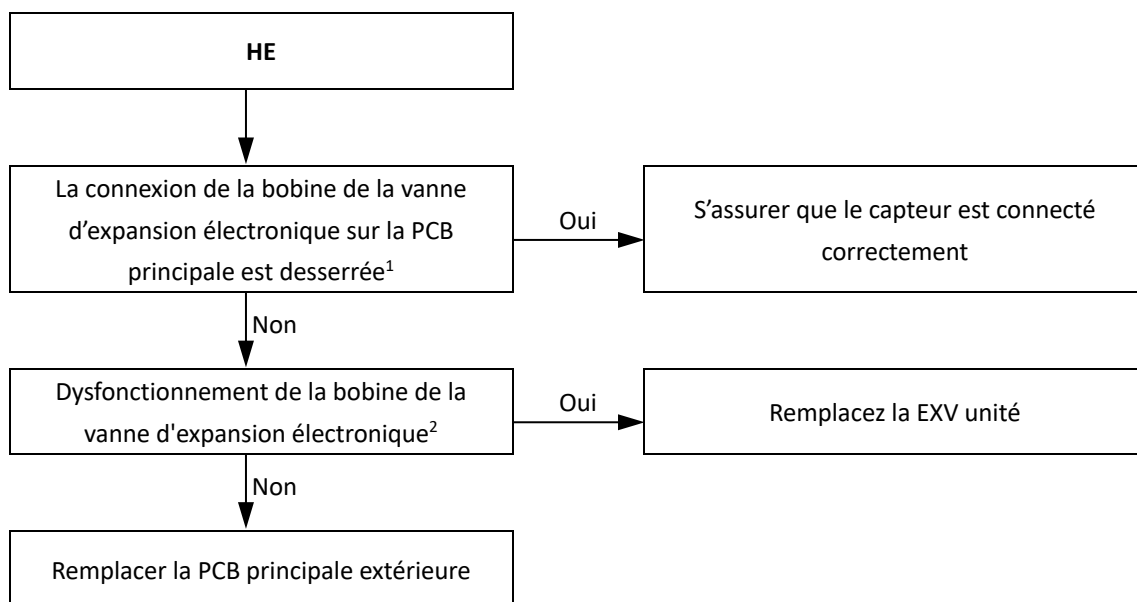 HE
La connexion de la bobine de la vanne
d’expansion électronique sur la PCB
principale est desserrée¹
Oui
S’assurer que le capteur est connecté
correctement
Non
Dysfonctionnement de la bobine de la
vanne d'expansion électronique²
Oui
Remplacez la EXV unité
Non
Remplacer la PCB principale extérieure